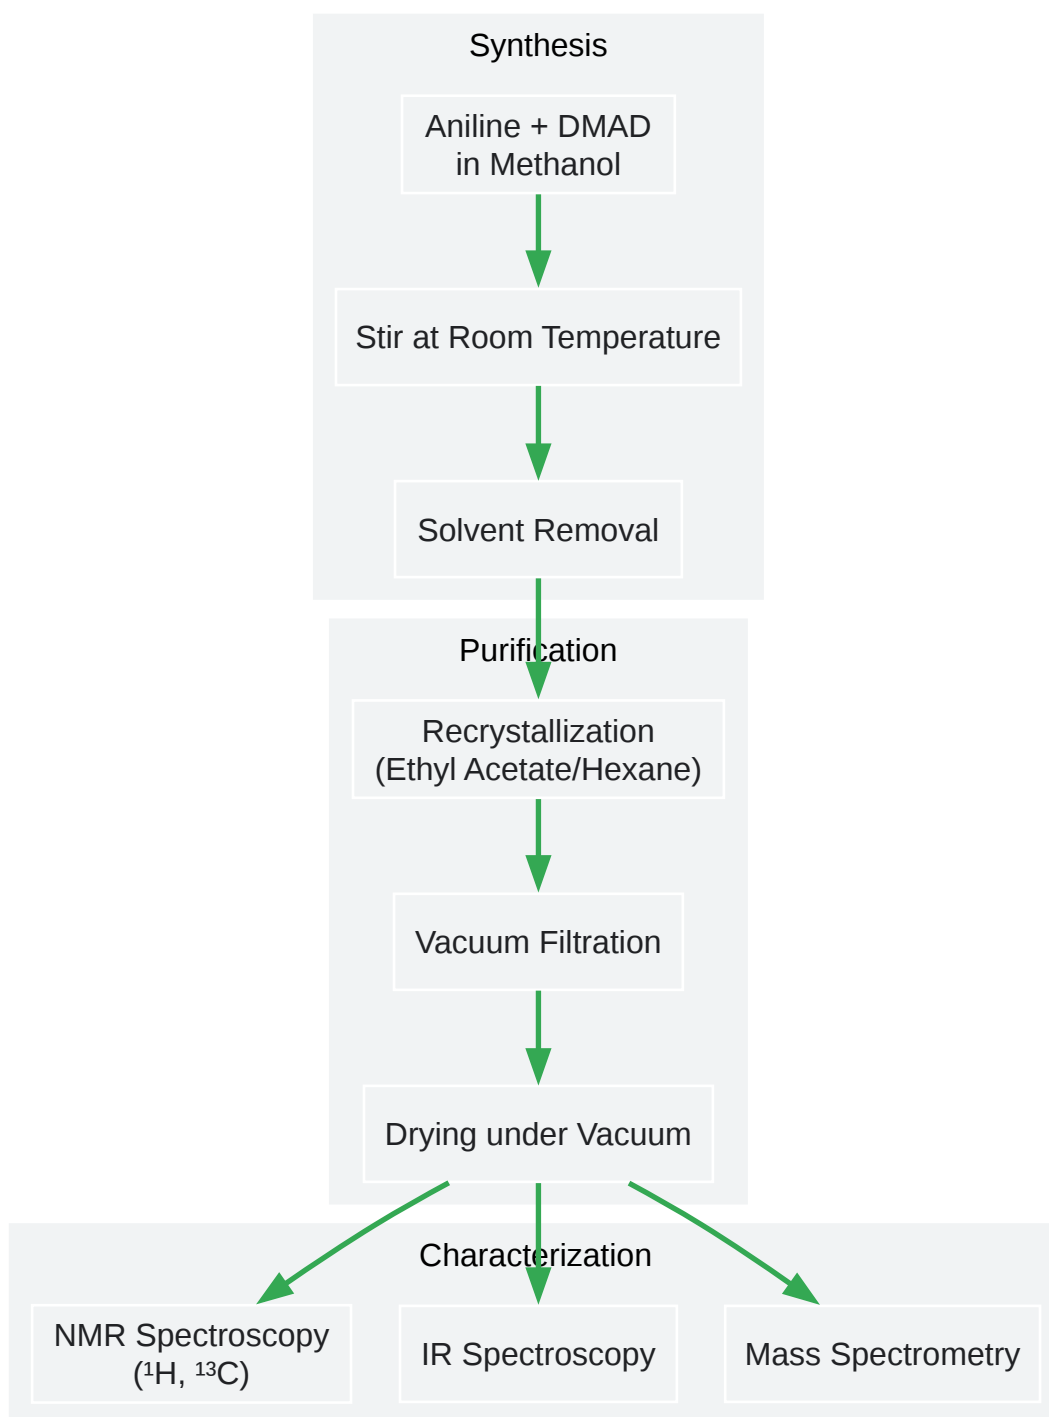 Synthesis
Aniline + DMAD
in Methanol
Stir at Room Temperature
Solvent Removal
Purification
Recrystallization
(Ethyl Acetate/Hexane)
Vacuum Filtration
Drying under Vacuum
Characterization
NMR Spectroscopy
(¹H, ¹³C)
IR Spectroscopy
Mass Spectrometry